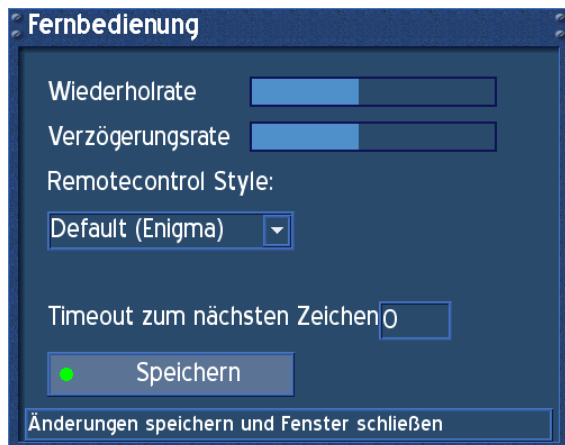 Fernbedienung
Wiederholrate
Verzögerungsrate
Remotecontrol Style:
Default (Enigma)
Timeout zum nächsten Zeichen 0
Speichern
Änderungen speichern und Fenster schließen